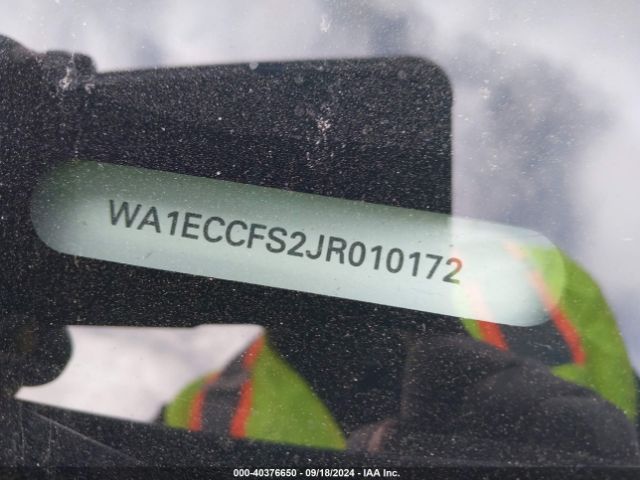 WA1ECCFS2JR010172
000-40376650 - 09/18/2024 - IAA Inc.